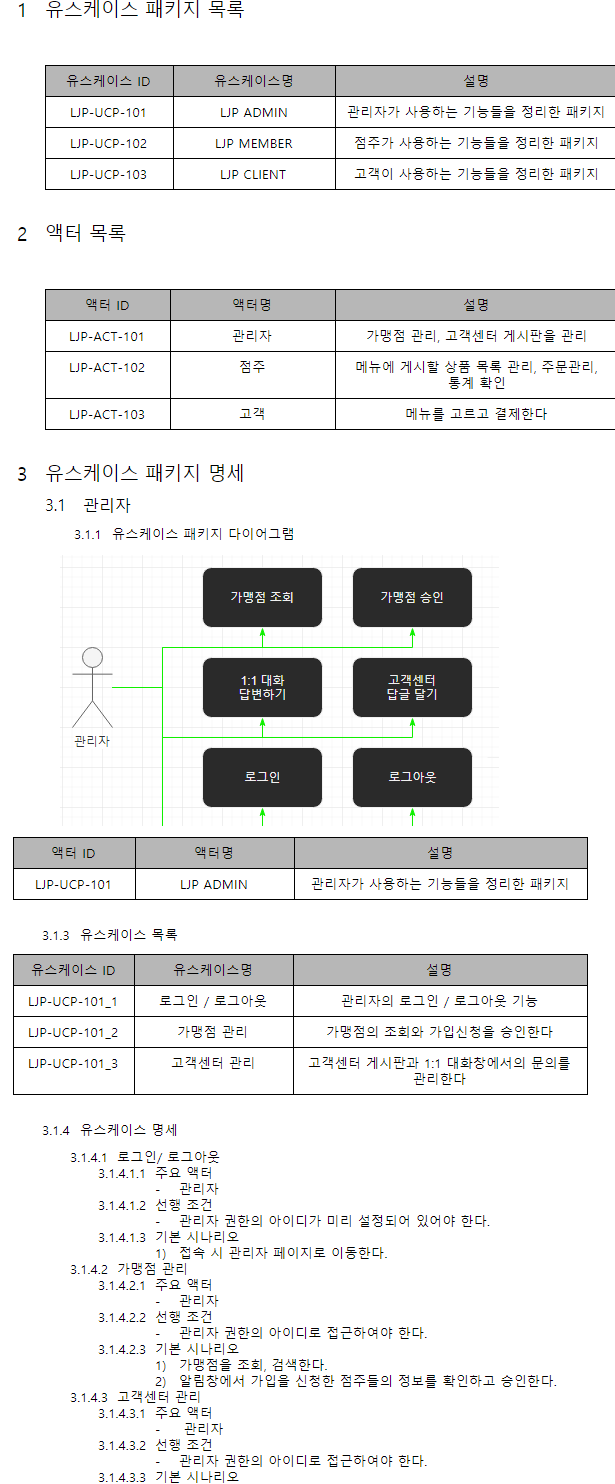 1 유스케이스 패키지 목록
유스케이스 ID 유스케이스명 설명
LJP-UCP-101 LJP ADMIN 관리자가 사용하는 기능들을 정리한 패키지
LJP-UCP-102 LJP MEMBER 점주가 사용하는 기능들을 정리한 패키지
LJP-UCP-103 LJP CLIENT 고객이 사용하는 기능들을 정리한 패키지
2 액터 목록
액터 ID 액터명 설명
LJP-ACT-101 관리자 가맹점 관리, 고객센터 게시판을 관리
LJP-ACT-102 점주 메뉴에 게시할 상품 목록 관리, 주문관리,
통계 확인
LJP-ACT-103 고객 메뉴를 고르고 결제한다
3 유스케이스 패키지 명세
3.1 관리자
3.1.1 유스케이스 패키지 다이어그램
가맹점 조회 가맹점 승인
1:1 대화 고객센터
답변하기 답글 달기
관리자
로그인 로그아웃
액터 ID 액터명 설명
LJP-UCP-101 LJP ADMIN 관리자가 사용하는 기능들을 정리한 패키지
3.1.3 유스케이스 목록
유스케이스 ID 유스케이스명 설명
LJP-UCP-101_1 로그인 / 로그아웃 관리자의 로그인 / 로그아웃 기능
LJP-UCP-101_2 가맹점 관리 가맹점의 조회와 가입신청을 승인한다
LJP-UCP-101_3 고객센터 관리 고객센터 게시판과 1:1 대화창에서의 문의를
관리한다
3.1.4 유스케이스 명세
3.1.4.1 로그인/ 로그아웃
3.1.4.1.1 주요 액터
- 관리자
3.1.4.1.2 선행 조건
- 관리자 권한의 아이디가 미리 설정되어 있어야 한다.
3.1.4.1.3 기본 시나리오
1) 접속 시 관리자 페이지로 이동한다.
3.1.4.2 가맹점 관리
3.1.4.2.1 주요 액터
- 관리자
3.1.4.2.2 선행 조건
- 관리자 권한의 아이디로 접근하여야 한다.
3.1.4.2.3 기본 시나리오
1) 가맹점을 조회, 검색한다.
2) 알림창에서 가입을 신청한 점주들의 정보를 확인하고 승인한다.
3.1.4.3 고객센터 관리
3.1.4.3.1 주요 액터
- 관리자
3.1.4.3.2 선행 조건
- 관리자 권한의 아이디로 접근하여야 한다.
3.1.4.3.3 기본 시나리오